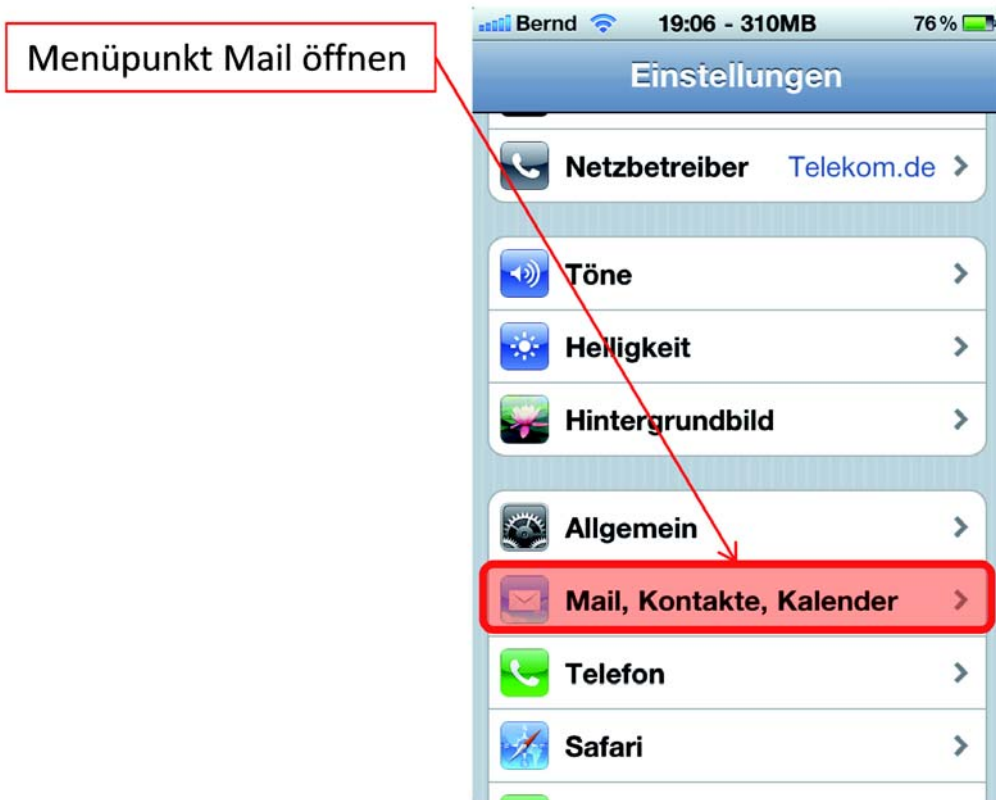 Menüpunkt Mail öffnen
Bernd 19:06 - 310MB 76 %
Einstellungen
Netzbetreiber Telekom.de
Töne
Helligkeit
Hintergrundbild
Allgemein
Mail, Kontakte, Kalender
Telefon
Safari